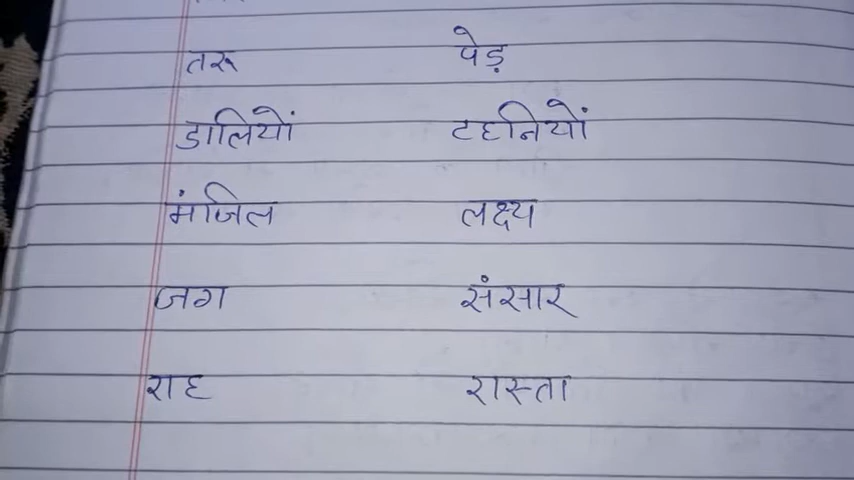 तरू पेड़
डालियों टहनियों
मंजिल लक्ष्य
जग संसार
राह रास्ता